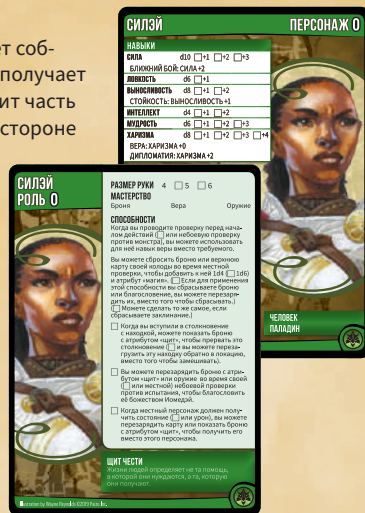 ет соб-
получает
ит часть
стороне
СИЛЭЙ
ПЕРСОНАЖ 0
НАВЫКИ
СИЛА d10 □+1 □+2 □+3
БЛИЖНИЙ БОЙ: СИЛА +2
ЛОВКОСТЬ d6 □+1
ВЫНОСЛИВОСТЬ d8 □+1 □+2
СТОЙКОСТЬ: ВЫНОСЛИВОСТЬ +1
ИНТЕЛЛЕКТ d4 □+1 □+2
МУДРОСТЬ d6 □+1 □+2 □+3
ХАРИЗМА d8 □+1 □+2 □+3 □+4
ВЕРА: ХАРИЗМА +0
ДИПЛОМАТИЯ: ХАРИЗМА +2
ЧЕЛОВЕК
ПАЛАДИН
СИЛЭЙ
РОЛЬ 0
РАЗМЕР РУКИ 4 □ 5 □ 6
МАСТЕРСТВО
Броня Вера Оружие
СПОСОБНОСТИ
Когда вы проводите проверку перед нача-
лом действий (□ или небоевую проверку
против монстра), вы можете использовать
для неё навык веры вместо требуемого.
Вы можете сбросить броню или верхнюю
карту своей колоды во время местной
проверки, чтобы добавить к ней 1d4 (□ 1d6)
и атрибут «магия». (□ Если для применения
этой способности вы сбрасываете броню
или благословение, вы можете перезаря-
дить их, вместо того чтобы сбрасывать.)
(□ Можете сделать то же самое, если
сбрасываете заклинание.)
□ Когда вы вступили в столкновение
с находкой, можете показать броню
с атрибутом «щит», чтобы прервать это
столкновение (□ и вы можете переза-
грузить эту находку обратно в локацию,
вместо того чтобы замешивать).
□ Вы можете перезарядить броню с атри-
бутом «щит» или оружие во время своей
(□ или местной) небоевой проверки
против испытания, чтобы благословить
её божеством Иомедэй.
□ Когда местный персонаж должен полу-
чить состояние (□ или урон), вы можете
перезарядить карту или показать броню
с атрибутом «щит», чтобы получить его
вместо этого персонажа.
ЩИТ ЧЕСТИ
Жизни людей определяет не та помощь,
в которой они нуждаются, а та, которую
они получают.
Illustration by Wayne Reynolds ©2019 Paizo Inc.